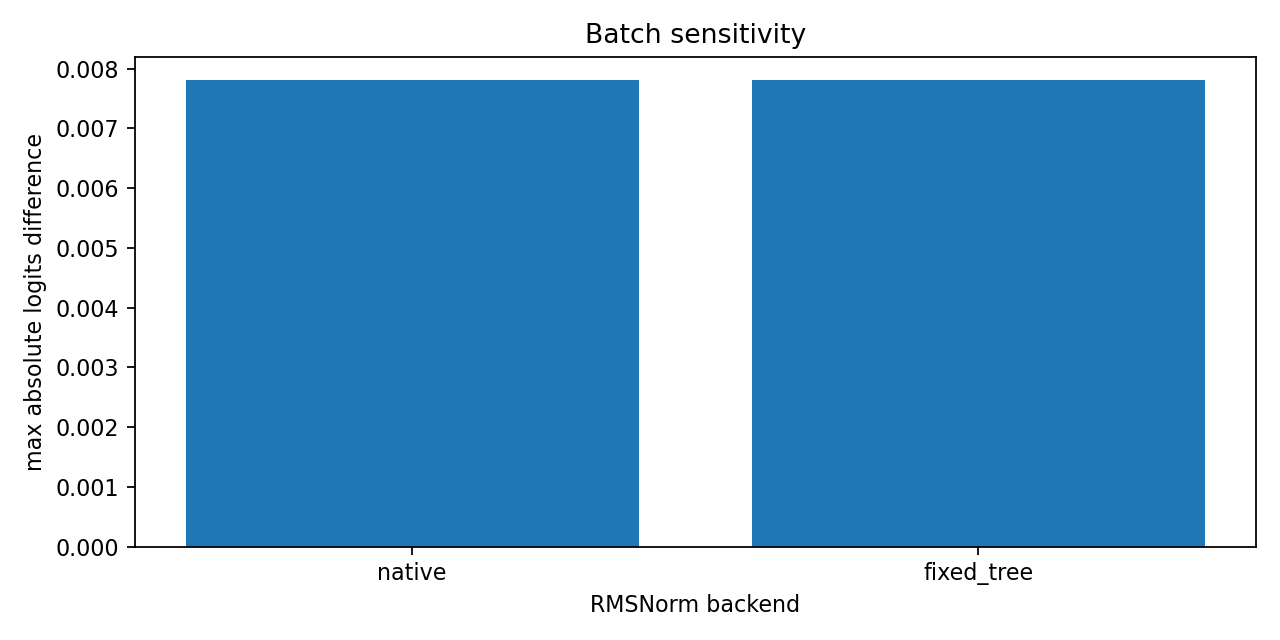 Batch sensitivity
max absolute logits difference
0.008
0.007
0.006
0.005
0.004
0.003
0.002
0.001
0.000
native
fixed_tree
RMSNorm backend